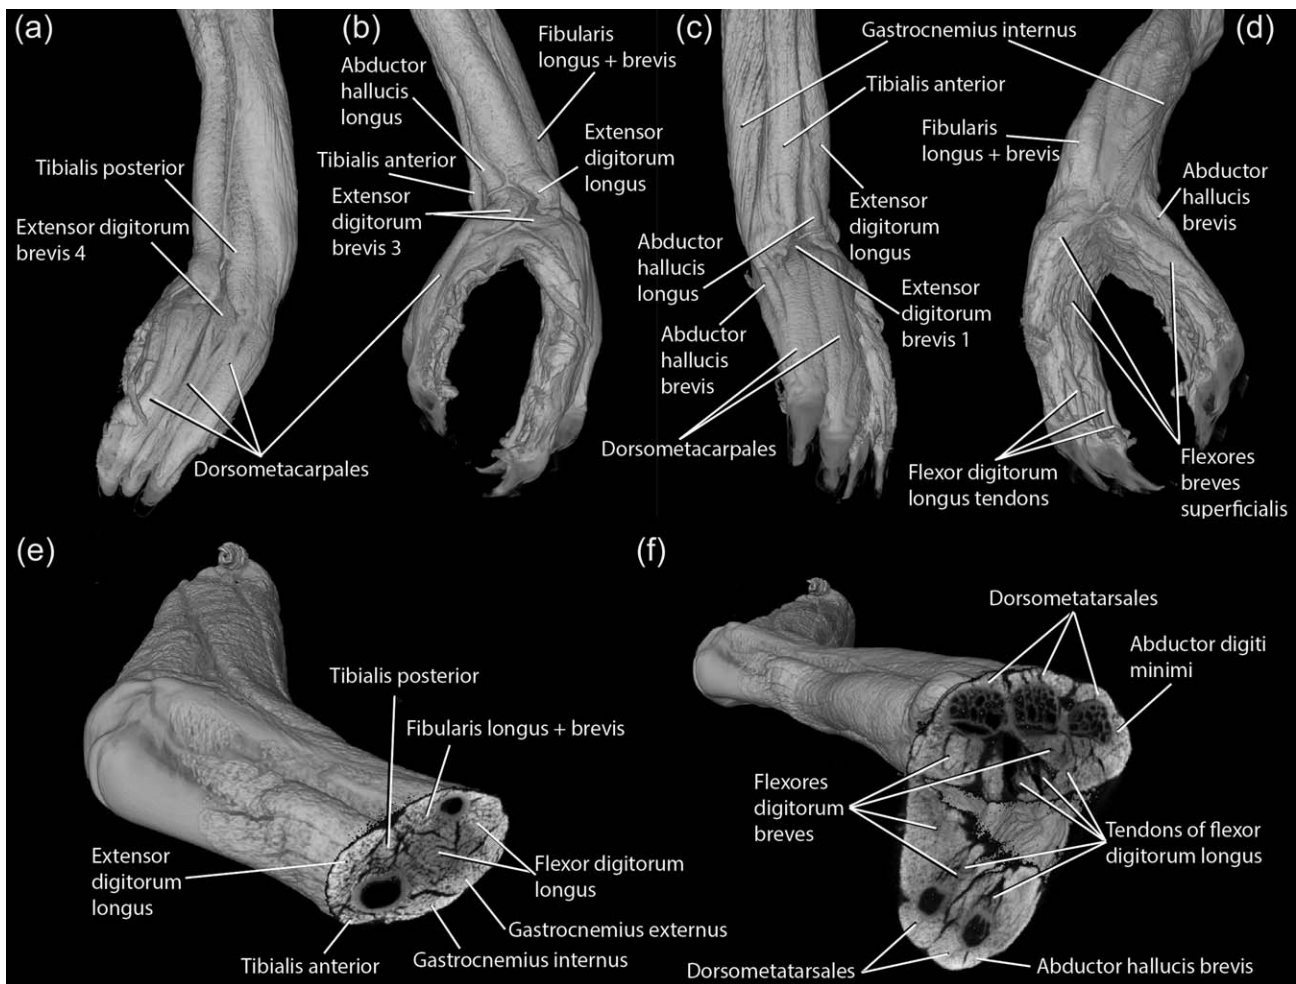 (a)
Tibialis posterior
Extensor digitorum
brevis 4
Dorsometacarpales
(b)
Abductor
hallucis
longus
Fibularis
longus + brevis
Tibialis anterior
Extensor
digitorum
brevis 3
Extensor
digitorum
longus
(c)
Gastrocnemius internus
Tibialis anterior
Extensor
digitorum
longus
Abductor
hallucis
longus
Extensor
digitorum
brevis 1
Abductor
hallucis
brevis
Dorsometacarpales
(d)
Fibularis
longus + brevis
Abductor
hallucis
brevis
Flexor digitorum
longus tendons
Flexores
breves
superficialis
(e)
Tibialis posterior
Fibularis longus + brevis
Extensor
digitorum
longus
Flexor digitorum
longus
Gastrocnemius externus
Gastrocnemius internus
Tibialis anterior
(f)
Dorsometatarsales
Abductor digiti
minimi
Flexores
digitorum
breves
Tendons of flexor
digitorum longus
Dorsometatarsales
Abductor hallucis brevis